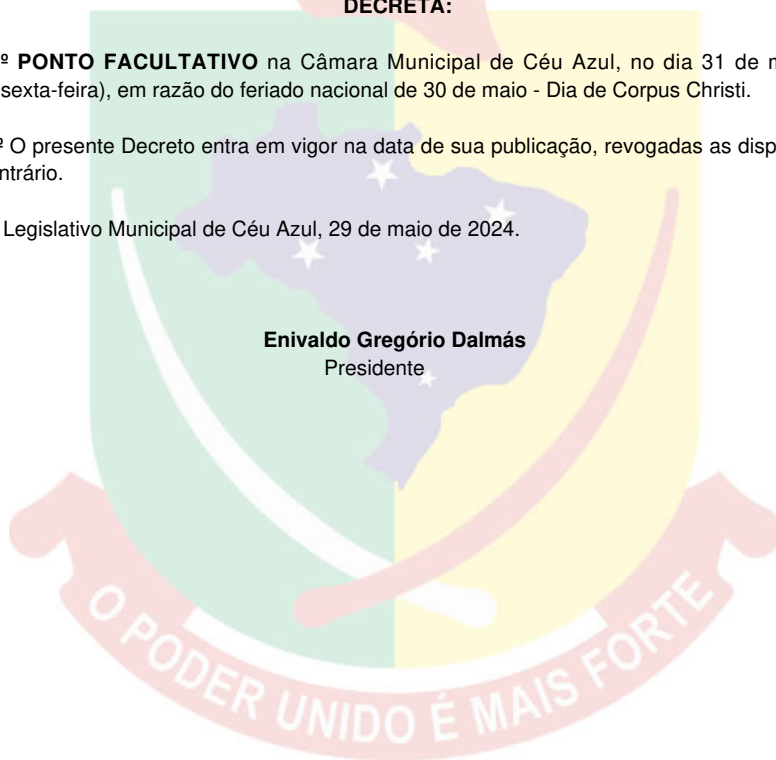 DECRETA:
º PONTO FACULTATIVO na Câmara Municipal de Céu Azul, no dia 31 de m
sexta-feira), em razão do feriado nacional de 30 de maio - Dia de Corpus Christi.
º O presente Decreto entra em vigor na data de sua publicação, revogadas as disp
ntrário.
Legislativo Municipal de Céu Azul, 29 de maio de 2024.
Enivaldo Gregório Dalmás
Presidente
O PODER UNIDO É MAIS FORTE